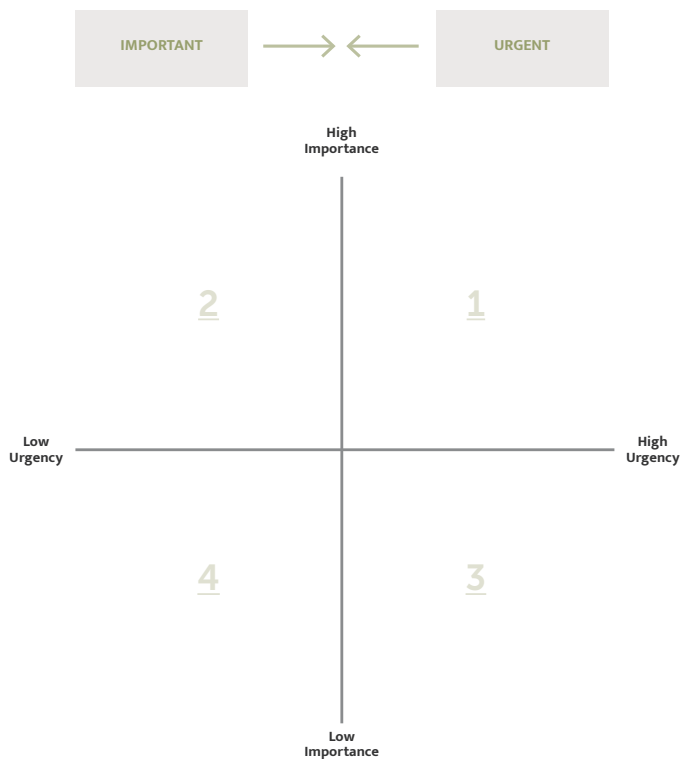 IMPORTANT
URGENT
High
Importance
2
1
Low
Urgency
High
Urgency
4
3
Low
Importance